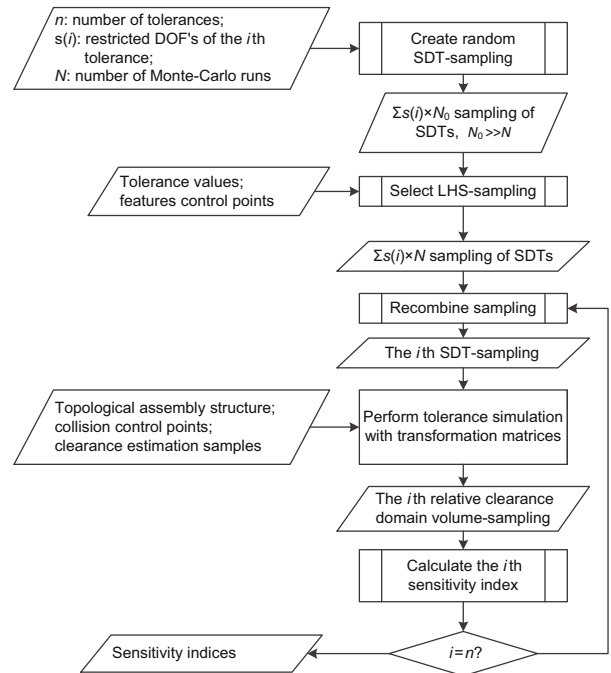 n: number of tolerances;
s(i): restricted DOF's of the ith
tolerance;
N: number of Monte-Carlo runs
Create random
SDT-sampling
Σs(i)×N₀ sampling of
SDTs, N₀ >>N
Tolerance values;
features control points
Select LHS-sampling
Σs(i)×N sampling of SDTs
Recombine sampling
The ith SDT-sampling
Topological assembly structure;
collision control points;
clearance estimation samples
Perform tolerance simulation
with transformation matrices
The ith relative clearance
domain volume-sampling
Calculate the ith
sensitivity index
Sensitivity indices
i=n?